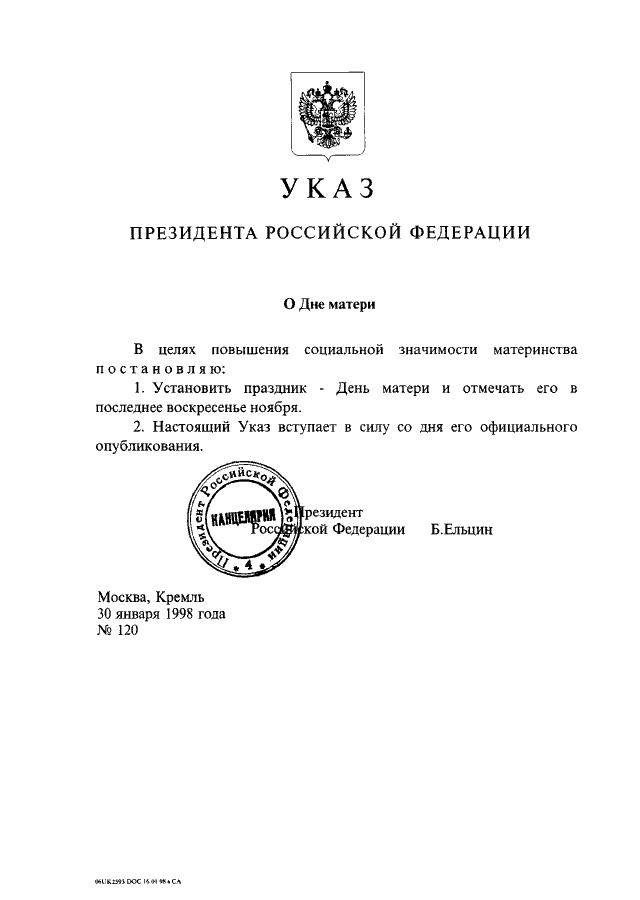 УКАЗ
ПРЕЗИДЕНТА РОССИЙСКОЙ ФЕДЕРАЦИИ
О Дне матери
В целях повышения социальной значимости материнства
постановляю:
1. Установить праздник - День матери и отмечать его в
последнее воскресенье ноября.
2. Настоящий Указ вступает в силу со дня его официального
опубликования.
Президент Российской Федерации
КАНЦЕЛЯРИЯ
* 4 *
Президент
Российской Федерации Б.Ельцин
Москва, Кремль
30 января 1998 года
№ 120
06UK2593 DOC